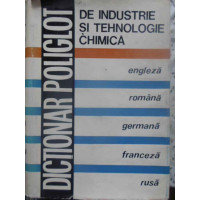 DICȚIONAR POLIGLOT
DE INDUSTRIE
ȘI TEHNOLOGIE
CHIMICĂ
engleză
română
germană
franceză
rusă